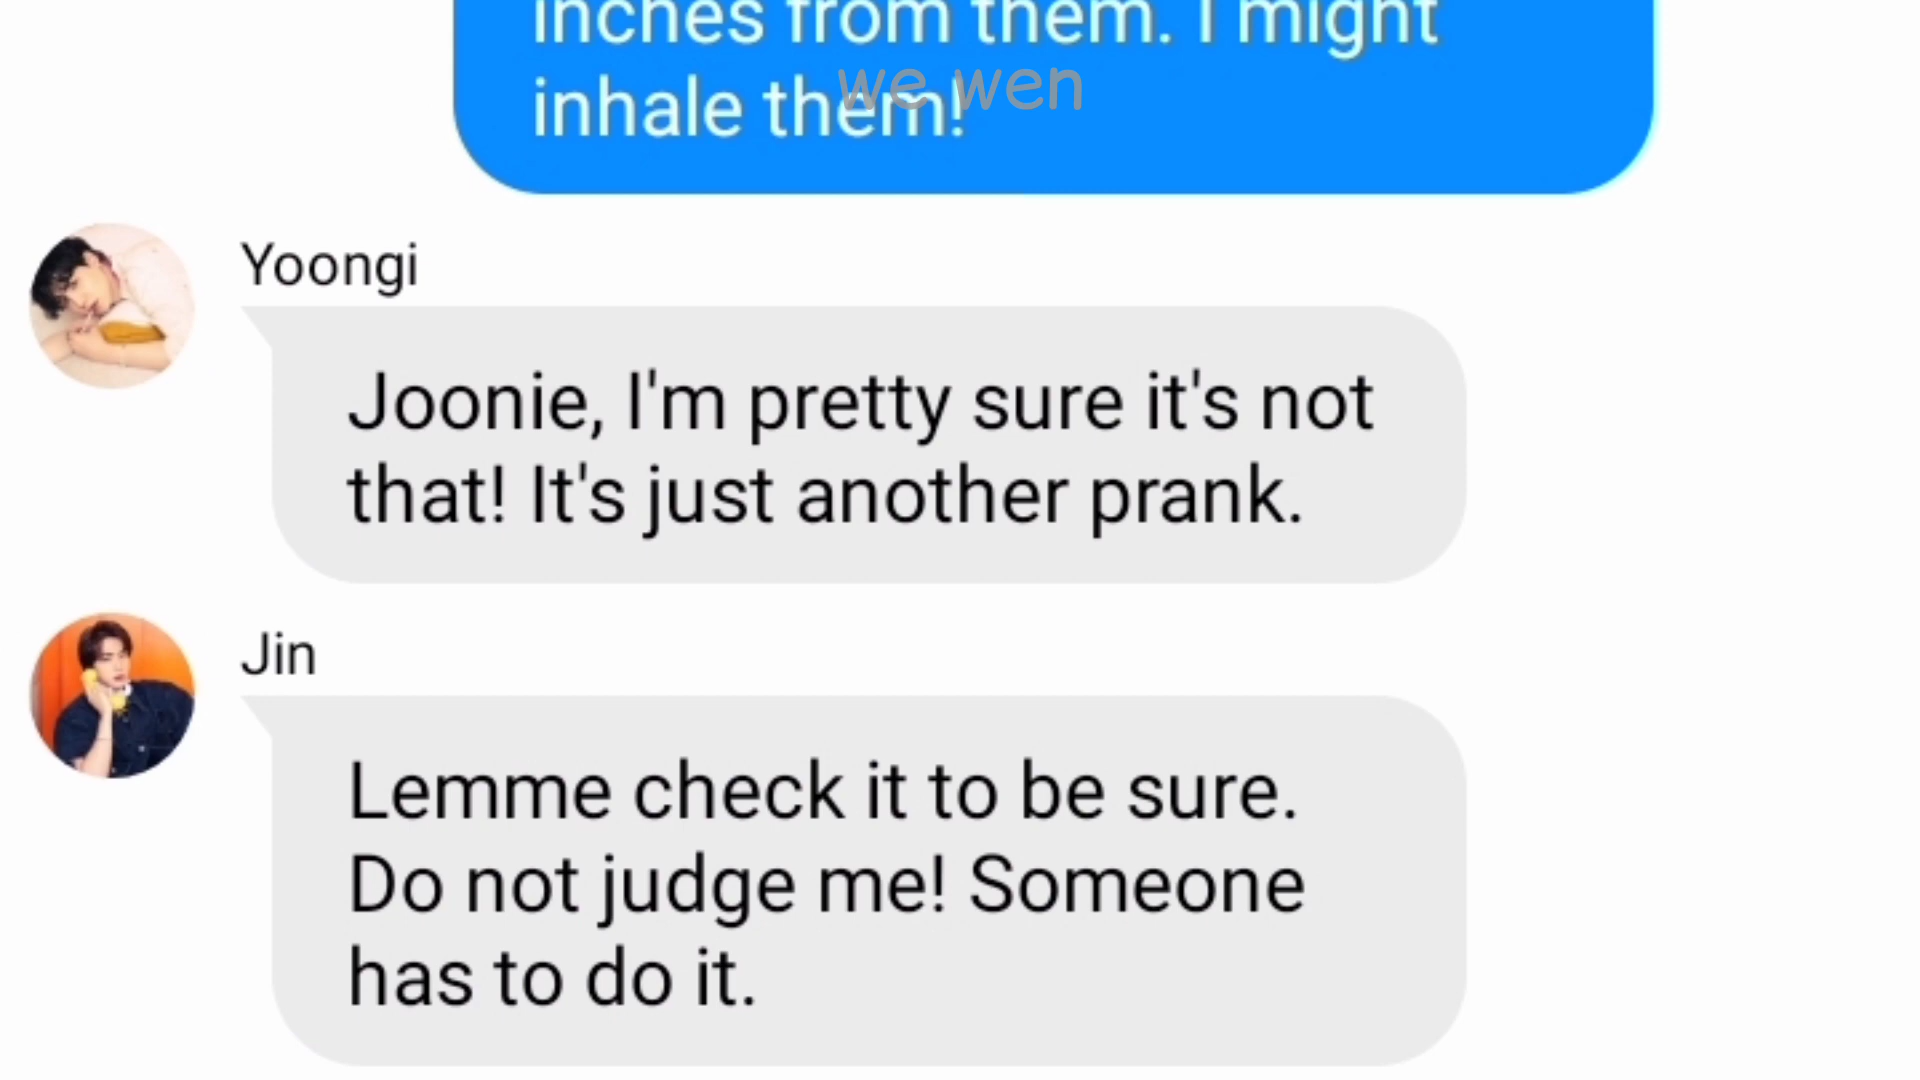 inches from them. I might
inhale them!
we wen
Yoongi
Joonie, I'm pretty sure it's not
that! It's just another prank.
Jin
Lemme check it to be sure.
Do not judge me! Someone
has to do it.